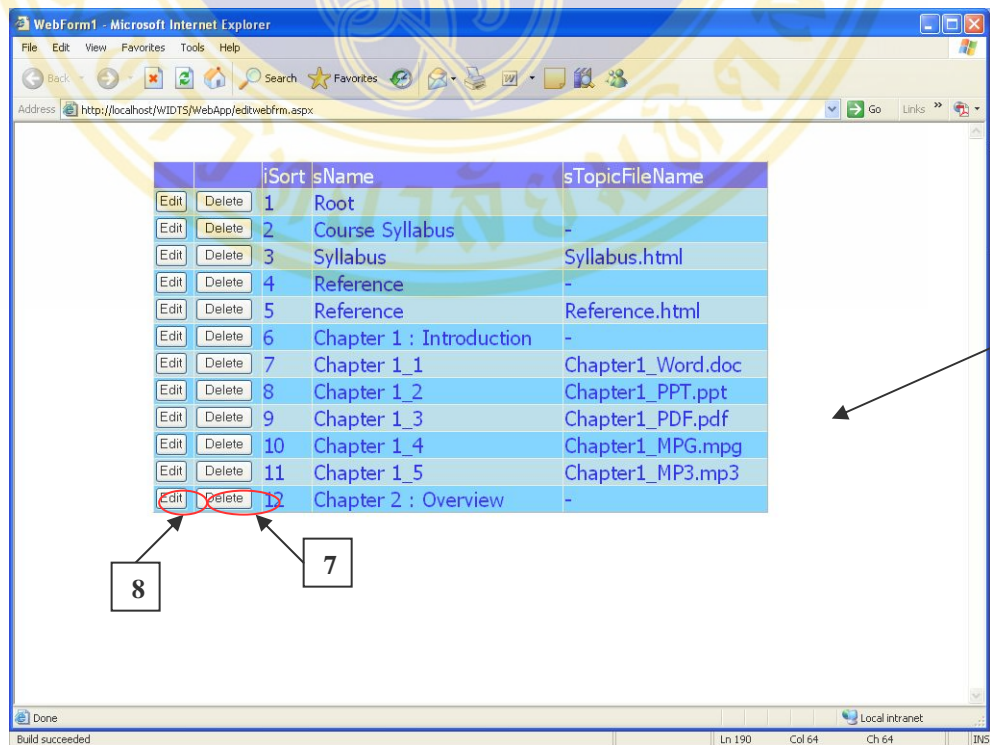 WebForm1 - Microsoft Internet Explorer
File Edit View Favorites Tools Help
Back Search Favorites
Address http://localhost/WIDTS/WebApp/editwebfrm.aspx Go Links »
iSort sName sTopicFileName
Edit Delete 1 Root
Edit Delete 2 Course Syllabus -
Edit Delete 3 Syllabus Syllabus.html
Edit Delete 4 Reference -
Edit Delete 5 Reference Reference.html
Edit Delete 6 Chapter 1 : Introduction -
Edit Delete 7 Chapter 1_1 Chapter1_Word.doc
Edit Delete 8 Chapter 1_2 Chapter1_PPT.ppt
Edit Delete 9 Chapter 1_3 Chapter1_PDF.pdf
Edit Delete 10 Chapter 1_4 Chapter1_MPG.mpg
Edit Delete 11 Chapter 1_5 Chapter1_MP3.mp3
Edit Delete 12 Chapter 2 : Overview -
7
8
Done Local intranet
Build succeeded Ln 190 Col 64 Ch 64 INS